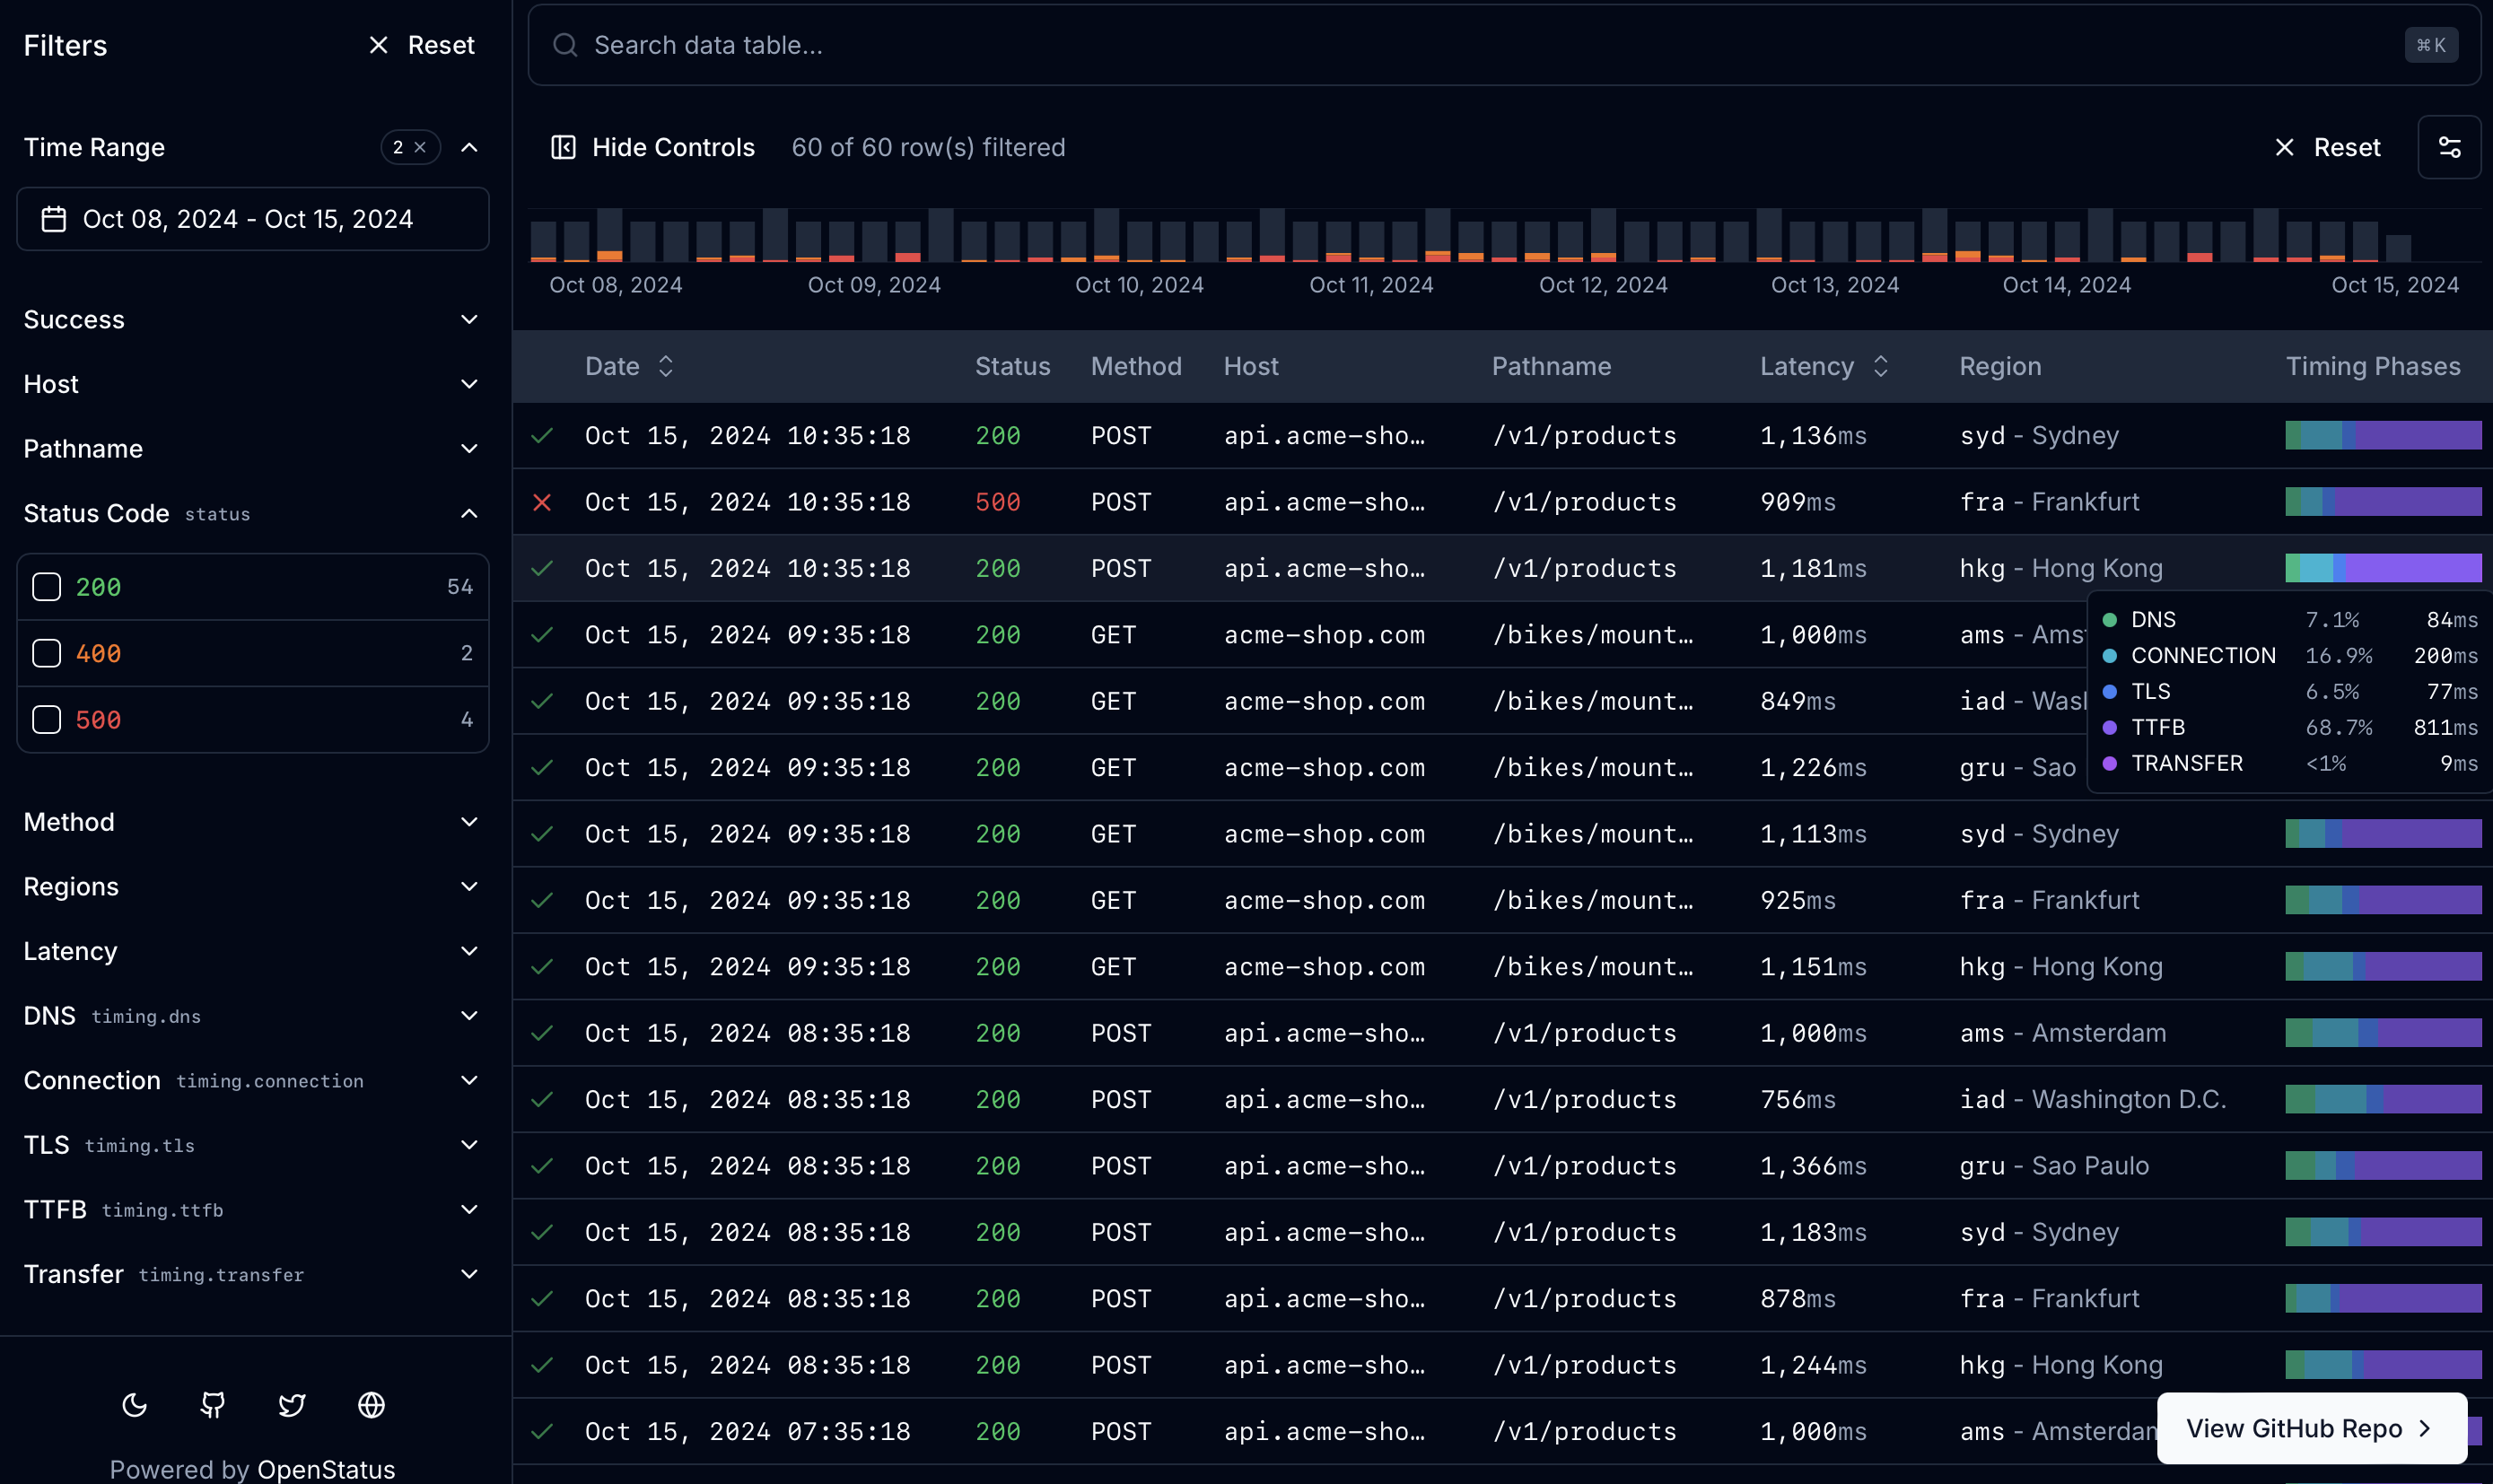 Filters
Reset
Time Range
2
Oct 08, 2024 - Oct 15, 2024
Success
Host
Pathname
Status Code status
200 54
400 2
500 4
Method
Regions
Latency
DNS timing.dns
Connection timing.connection
TLS timing.tls
TTFB timing.ttfb
Transfer timing.transfer
Powered by OpenStatus
Search data table...
⌘K
Hide Controls
60 of 60 row(s) filtered
Reset
Oct 08, 2024 Oct 09, 2024 Oct 10, 2024 Oct 11, 2024 Oct 12, 2024 Oct 13, 2024 Oct 14, 2024 Oct 15, 2024
Date Status Method Host Pathname Latency Region Timing Phases
Oct 15, 2024 10:35:18 200 POST api.acme-sho… /v1/products 1,136ms syd - Sydney
Oct 15, 2024 10:35:18 500 POST api.acme-sho… /v1/products 909ms fra - Frankfurt
Oct 15, 2024 10:35:18 200 POST api.acme-sho… /v1/products 1,181ms hkg - Hong Kong
Oct 15, 2024 09:35:18 200 GET acme-shop.com /bikes/mount… 1,000ms ams - Ams
Oct 15, 2024 09:35:18 200 GET acme-shop.com /bikes/mount… 849ms iad - Wash
Oct 15, 2024 09:35:18 200 GET acme-shop.com /bikes/mount… 1,226ms gru - Sao
DNS 7.1% 84ms
CONNECTION 16.9% 200ms
TLS 6.5% 77ms
TTFB 68.7% 811ms
TRANSFER <1% 9ms
Oct 15, 2024 09:35:18 200 GET acme-shop.com /bikes/mount… 1,113ms syd - Sydney
Oct 15, 2024 09:35:18 200 GET acme-shop.com /bikes/mount… 925ms fra - Frankfurt
Oct 15, 2024 09:35:18 200 GET acme-shop.com /bikes/mount… 1,151ms hkg - Hong Kong
Oct 15, 2024 08:35:18 200 POST api.acme-sho… /v1/products 1,000ms ams - Amsterdam
Oct 15, 2024 08:35:18 200 POST api.acme-sho… /v1/products 756ms iad - Washington D.C.
Oct 15, 2024 08:35:18 200 POST api.acme-sho… /v1/products 1,366ms gru - Sao Paulo
Oct 15, 2024 08:35:18 200 POST api.acme-sho… /v1/products 1,183ms syd - Sydney
Oct 15, 2024 08:35:18 200 POST api.acme-sho… /v1/products 878ms fra - Frankfurt
Oct 15, 2024 08:35:18 200 POST api.acme-sho… /v1/products 1,244ms hkg - Hong Kong
Oct 15, 2024 07:35:18 200 POST api.acme-sho… /v1/products 1,000ms ams - Amsterdam
View GitHub Repo